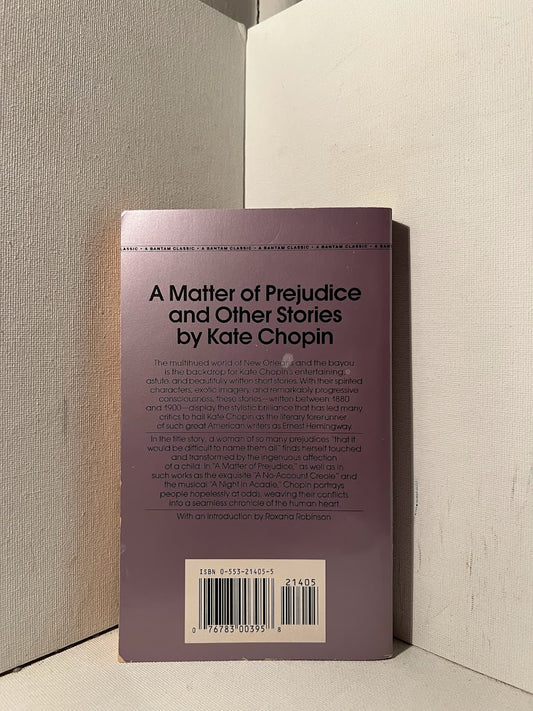 ASSIC • A BANTAM CLASSIC • A BANTAM CLASSIC • A BANTAM CLASSIC • A BANTAM CLASSIC • A BAN
A Matter of Prejudice
and Other Stories
by Kate Chopin
The multihued world of New Orleans and the bayou
is the backdrop for Kate Chopin's entertaining,
astute, and beautifully written short stories. With their spirited
characters, exotic imagery, and remarkably progressive
consciousness, these stories—written between 1880
and 1900—display the stylistic brilliance that has led many
critics to hail Kate Chopin as the literary forerunner
of such great American writers as Ernest Hemingway.
In the title story, a woman of so many prejudices "that it
would be difficult to name them all" finds herself touched
and transformed by the ingenuous affection
of a child. In "A Matter of Prejudice," as well as in
such works as the exquisite "A No-Account Creole" and
the musical "A Night in Acadie," Chopin portrays
people hopelessly at odds, weaving their conflicts
into a seamless chronicle of the human heart.
With an Introduction by Roxana Robinson
ISBN 0-553-21405-5
21405
0 76783 00395 8